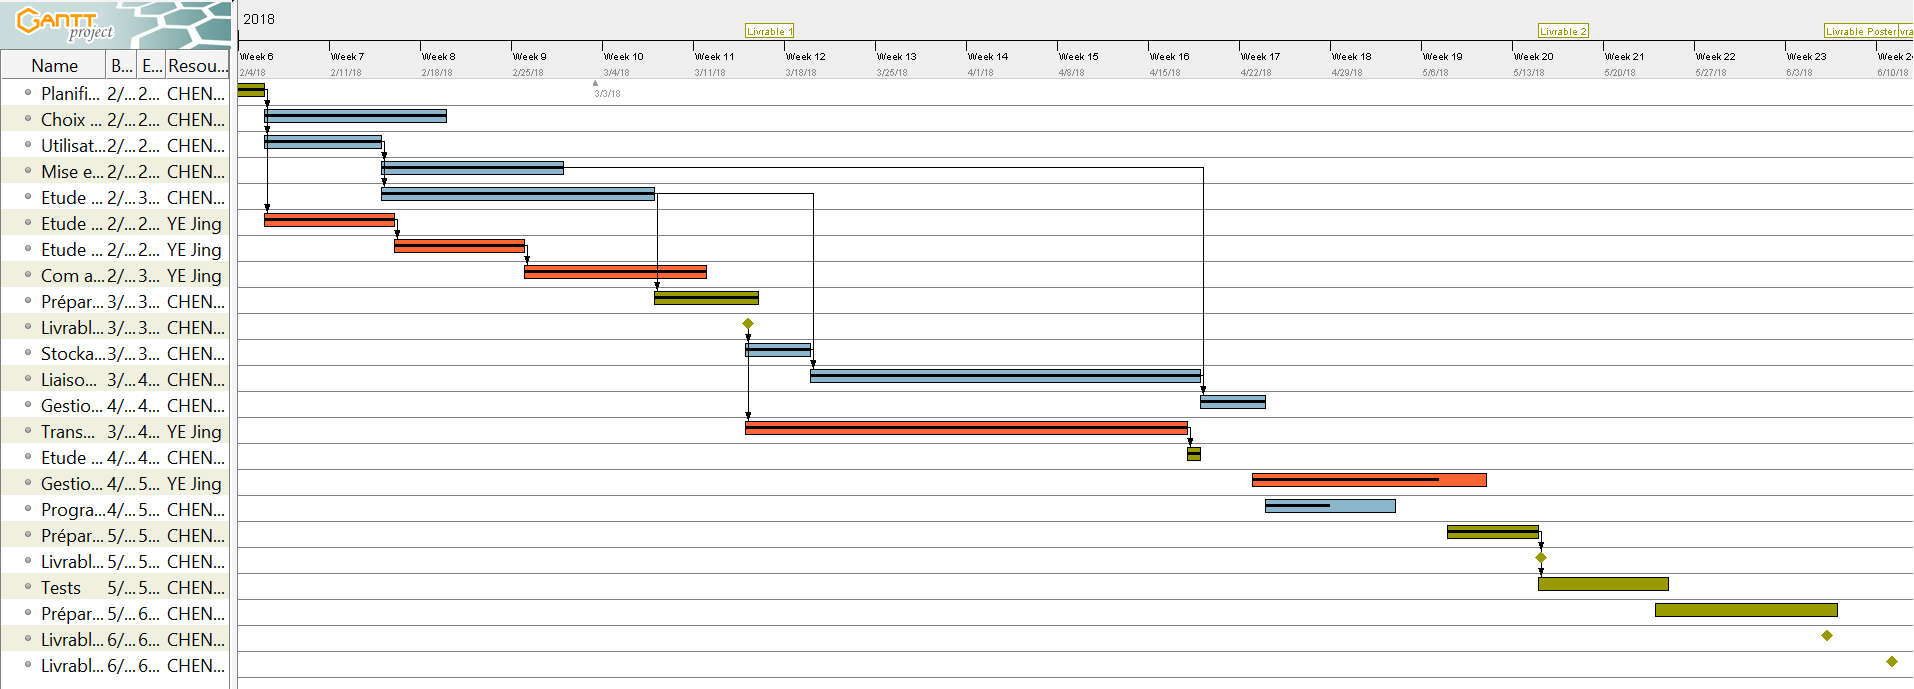 GANTT
project
2018
Livrable 1
Livrable 2
Livrable Poster
Week 6 Week 7 Week 8 Week 9 Week 10 Week 11 Week 12 Week 13 Week 14 Week 15 Week 16 Week 17 Week 18 Week 19 Week 20 Week 21 Week 22 Week 23 Week 2
2/4/18 2/11/18 2/18/18 2/25/18 3/4/18 3/11/18 3/18/18 3/25/18 4/1/18 4/8/18 4/15/18 4/22/18 4/29/18 5/6/18 5/13/18 5/20/18 5/27/18 6/3/18 6/10/18
3/3/18
Name B... E... Resou...
Planifi... 2/... 2... CHEN...
Choix ... 2/... 2... CHEN...
Utilisat... 2/... 2... CHEN...
Mise e... 2/... 2... CHEN...
Etude ... 2/... 3... CHEN...
Etude ... 2/... 2... YE Jing
Etude ... 2/... 2... YE Jing
Com a... 2/... 3... YE Jing
Prépar... 3/... 3... CHEN...
Livrabl... 3/... 3... CHEN...
Stocka... 3/... 3... CHEN...
Liaiso... 3/... 4... CHEN...
Gestio... 4/... 4... CHEN...
Trans... 3/... 4... YE Jing
Etude ... 4/... 4... CHEN...
Gestio... 4/... 5... YE Jing
Progra... 4/... 5... CHEN...
Prépar... 5/... 5... CHEN...
Livrabl... 5/... 5... CHEN...
Tests 5/... 5... CHEN...
Prépar... 5/... 6... CHEN...
Livrabl... 6/... 6... CHEN...
Livrabl... 6/... 6... CHEN...